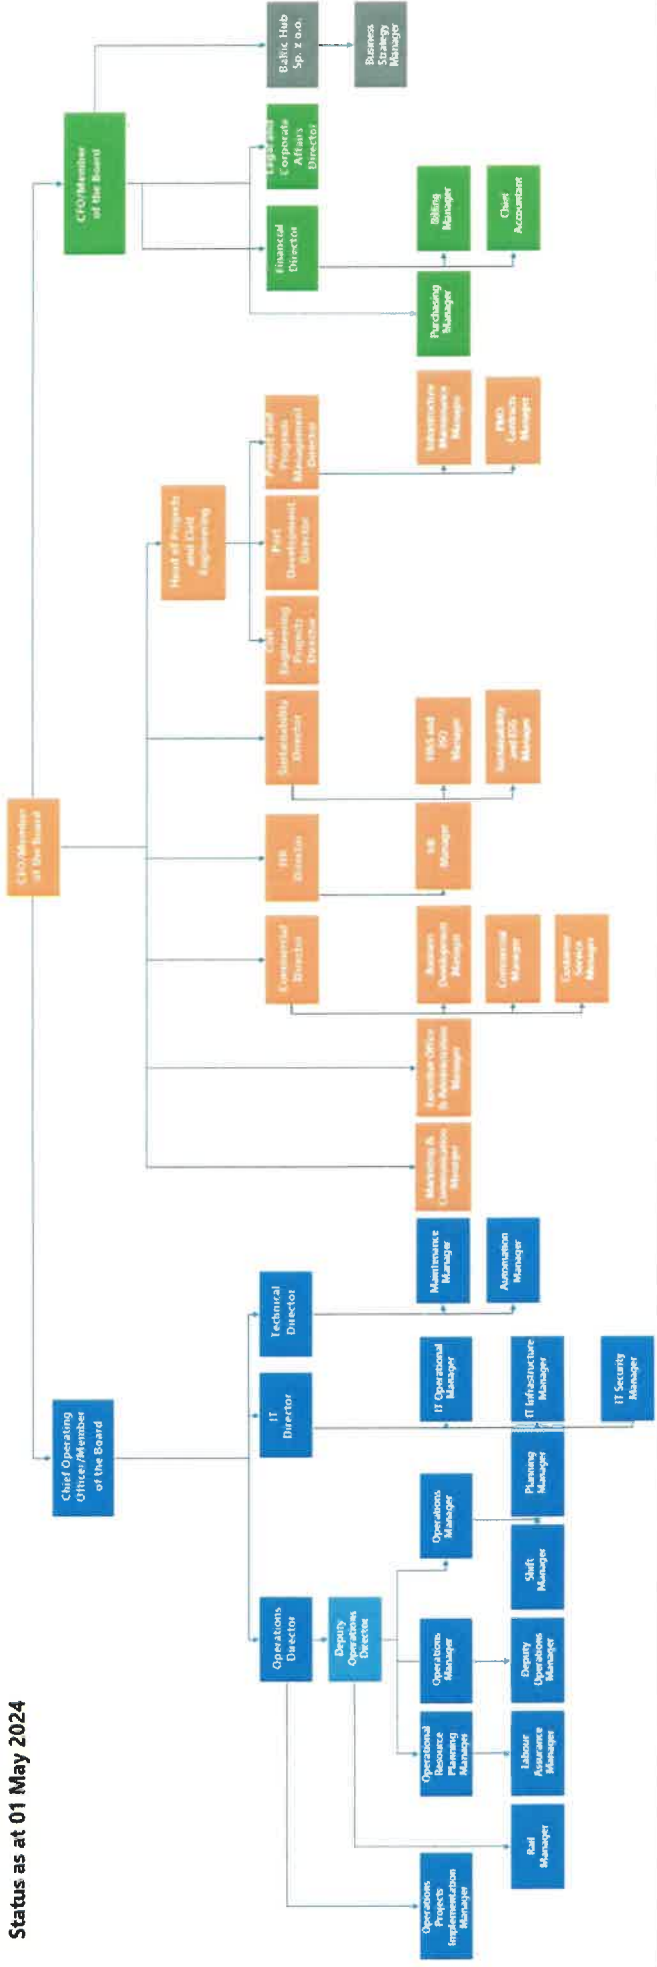 Status as at 01 May 2024
CEO/Member
of the Board
Chief Operating
Officer/Member
of the Board
CFO/Member
of the Board
Head of Projects
and Civil
Engineering
Operations
Director
IT
Director
Technical
Director
Commercial
Director
HR
Director
Sustainability
Director
Civil
Engineering
Projects
Director
Port
Development
Director
Project and
Program
Management
Director
Financial
Director
Legal and
Corporate
Affairs
Director
Baltic Hub
Sp. z o.o.
Deputy
Operations
Director
Business
Strategy
Manager
Operations
Projects
Implementation
Manager
Operational
Resource
Planning
Manager
Operations
Manager
Operations
Manager
IT Operational
Manager
Maintenance
Manager
Marketing &
Communication
Manager
Executive Office
& Administration
Manager
Business
Development
Manager
HR
Manager
H&S and
ISO
Manager
Infrastructure
Maintenance
Manager
Purchasing
Manager
Billing
Manager
Rail
Manager
Labour
Assurance
Manager
Deputy
Operations
Manager
Shift
Manager
Planning
Manager
IT Infrastructure
Manager
Automation
Manager
Commercial
Manager
Sustainability
and ESG
Manager
PMO
Contracts
Manager
Chief
Accountant
IT Security
Manager
Customer
Service
Manager